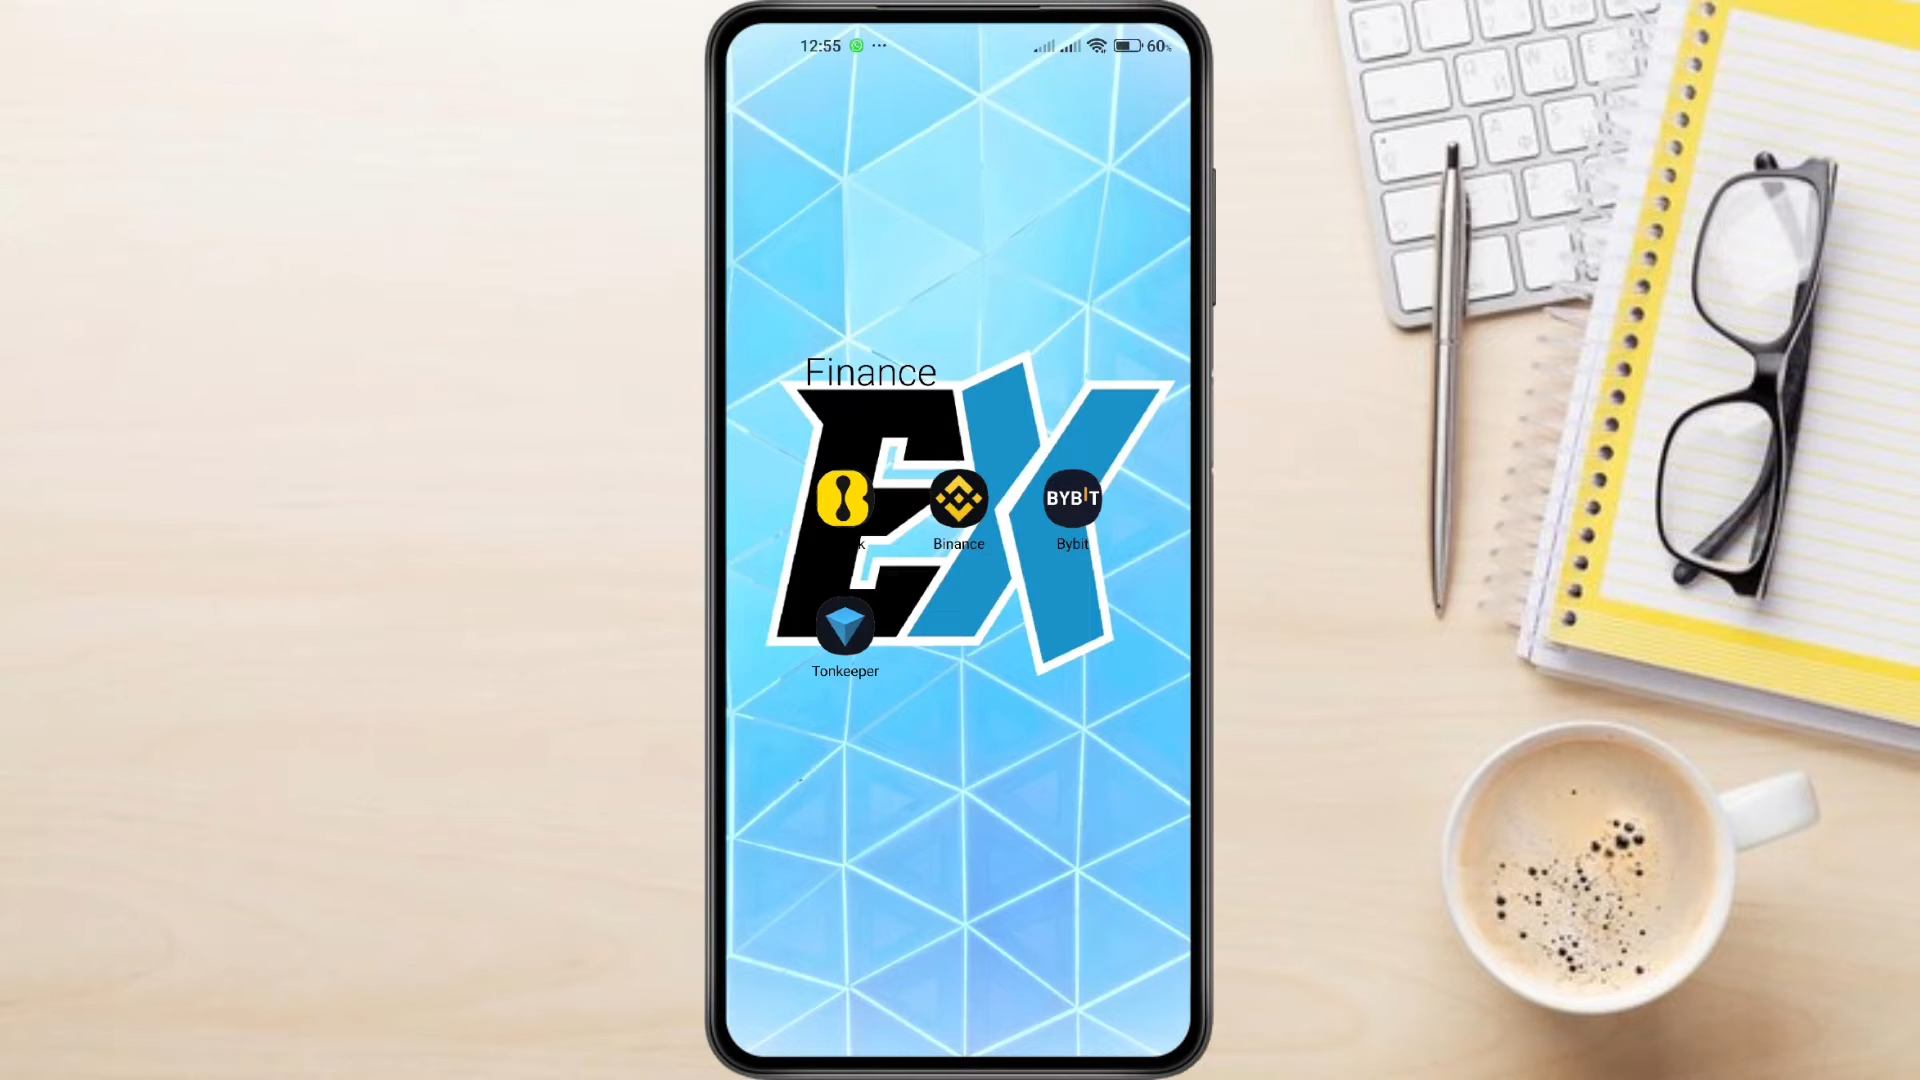 12:55 ... 60%
Finance
EX
BYBIT
k Binance Bybit
Tonkeeper